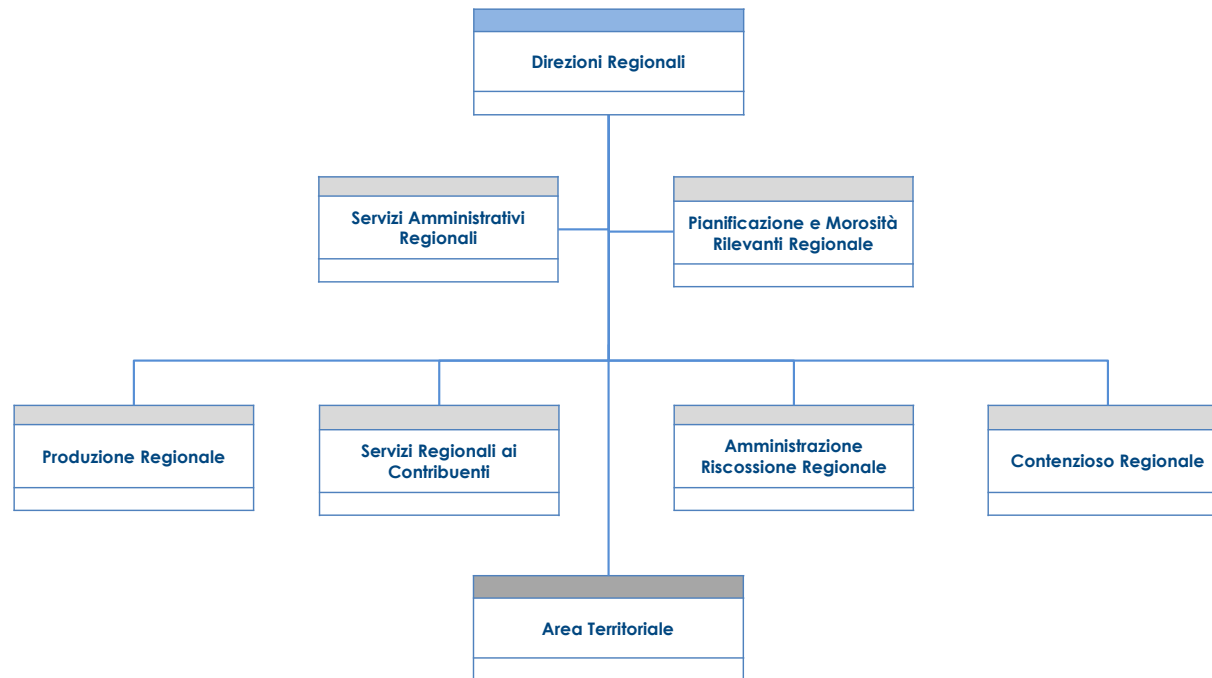 Direzioni Regionali
Servizi Amministrativi
Regionali
Pianificazione e Morosità
Rilevanti Regionale
Produzione Regionale
Servizi Regionali ai
Contribuenti
Amministrazione
Riscossione Regionale
Contenzioso Regionale
Area Territoriale